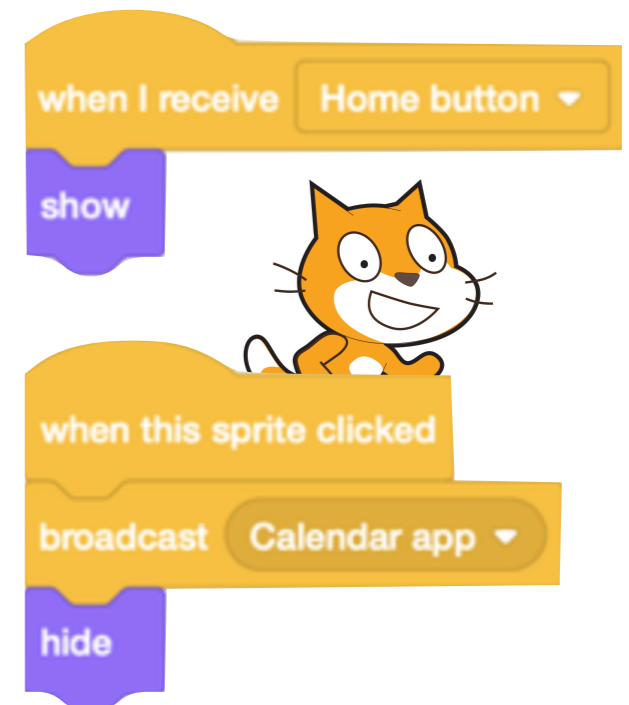 when I receive Home button
show
when this sprite clicked
broadcast Calendar app
hide